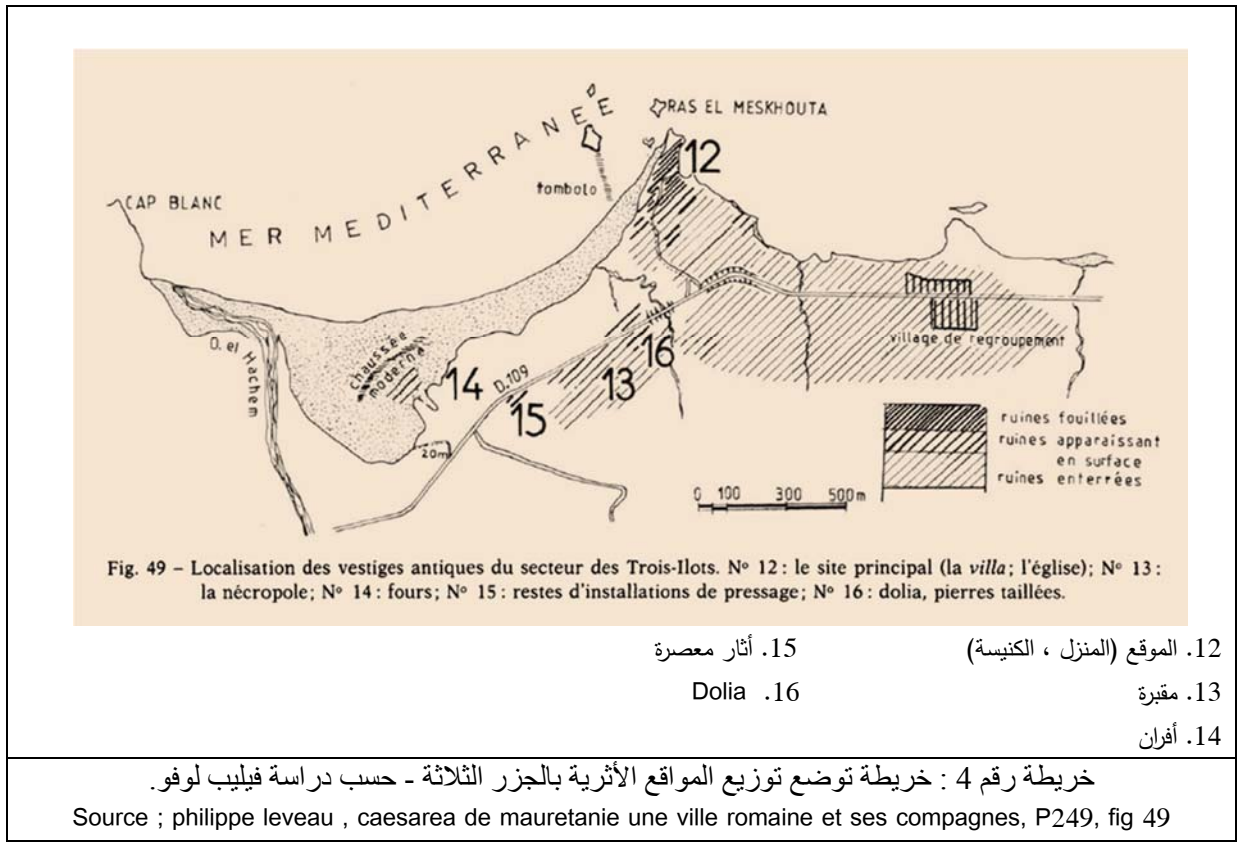 RAS EL MESKHOUTA
12
tombolo
CAP BLANC
MER MEDITERRANEE
O. el Hachem
chaussée
moderne
14
D.109
16
13
15
20m
village de regroupement
ruines fouillées
ruines apparaissant
en surface
ruines enterrées
0 100 300 500m
Fig. 49 – Localisation des vestiges antiques du secteur des Trois-Ilots. Nº 12 : le site principal (la villa; l'église); Nº 13 :
la nécropole; Nº 14 : fours; Nº 15 : restes d'installations de pressage; Nº 16 : dolia, pierres taillées.
12. الموقع (المنزل ، الكنيسة) 15. أثار معصرة
13. مقبرة 16. Dolia
14. أفران
خريطة رقم 4 : خريطة توضع توزيع المواقع الأثرية بالجزر الثلاثة - حسب دراسة فيليب لوفو.
Source ; philippe leveau , caesarea de mauretanie une ville romaine et ses compagnes, P249, fig 49